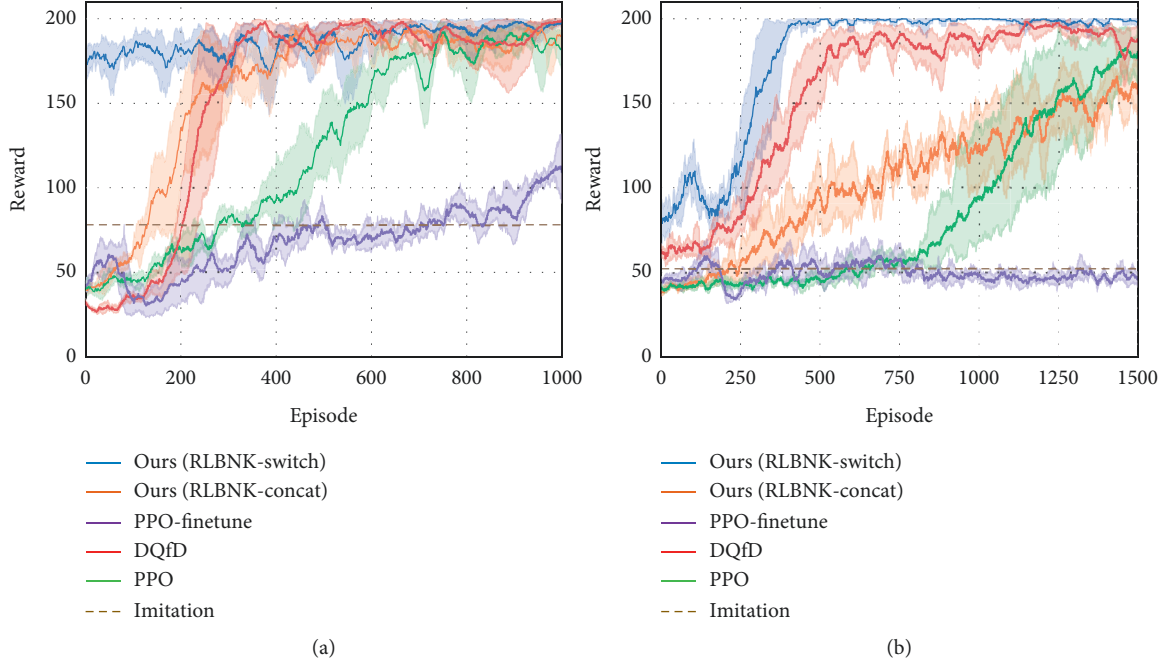 200
150
100
50
0
Reward
0 200 400 600 800 1000
Episode
Ours (RLBNK-switch)
Ours (RLBNK-concat)
PPO-finetune
DQfD
PPO
Imitation
(a)
200
150
100
50
0
Reward
0 250 500 750 1000 1250 1500
Episode
Ours (RLBNK-switch)
Ours (RLBNK-concat)
PPO-finetune
DQfD
PPO
Imitation
(b)